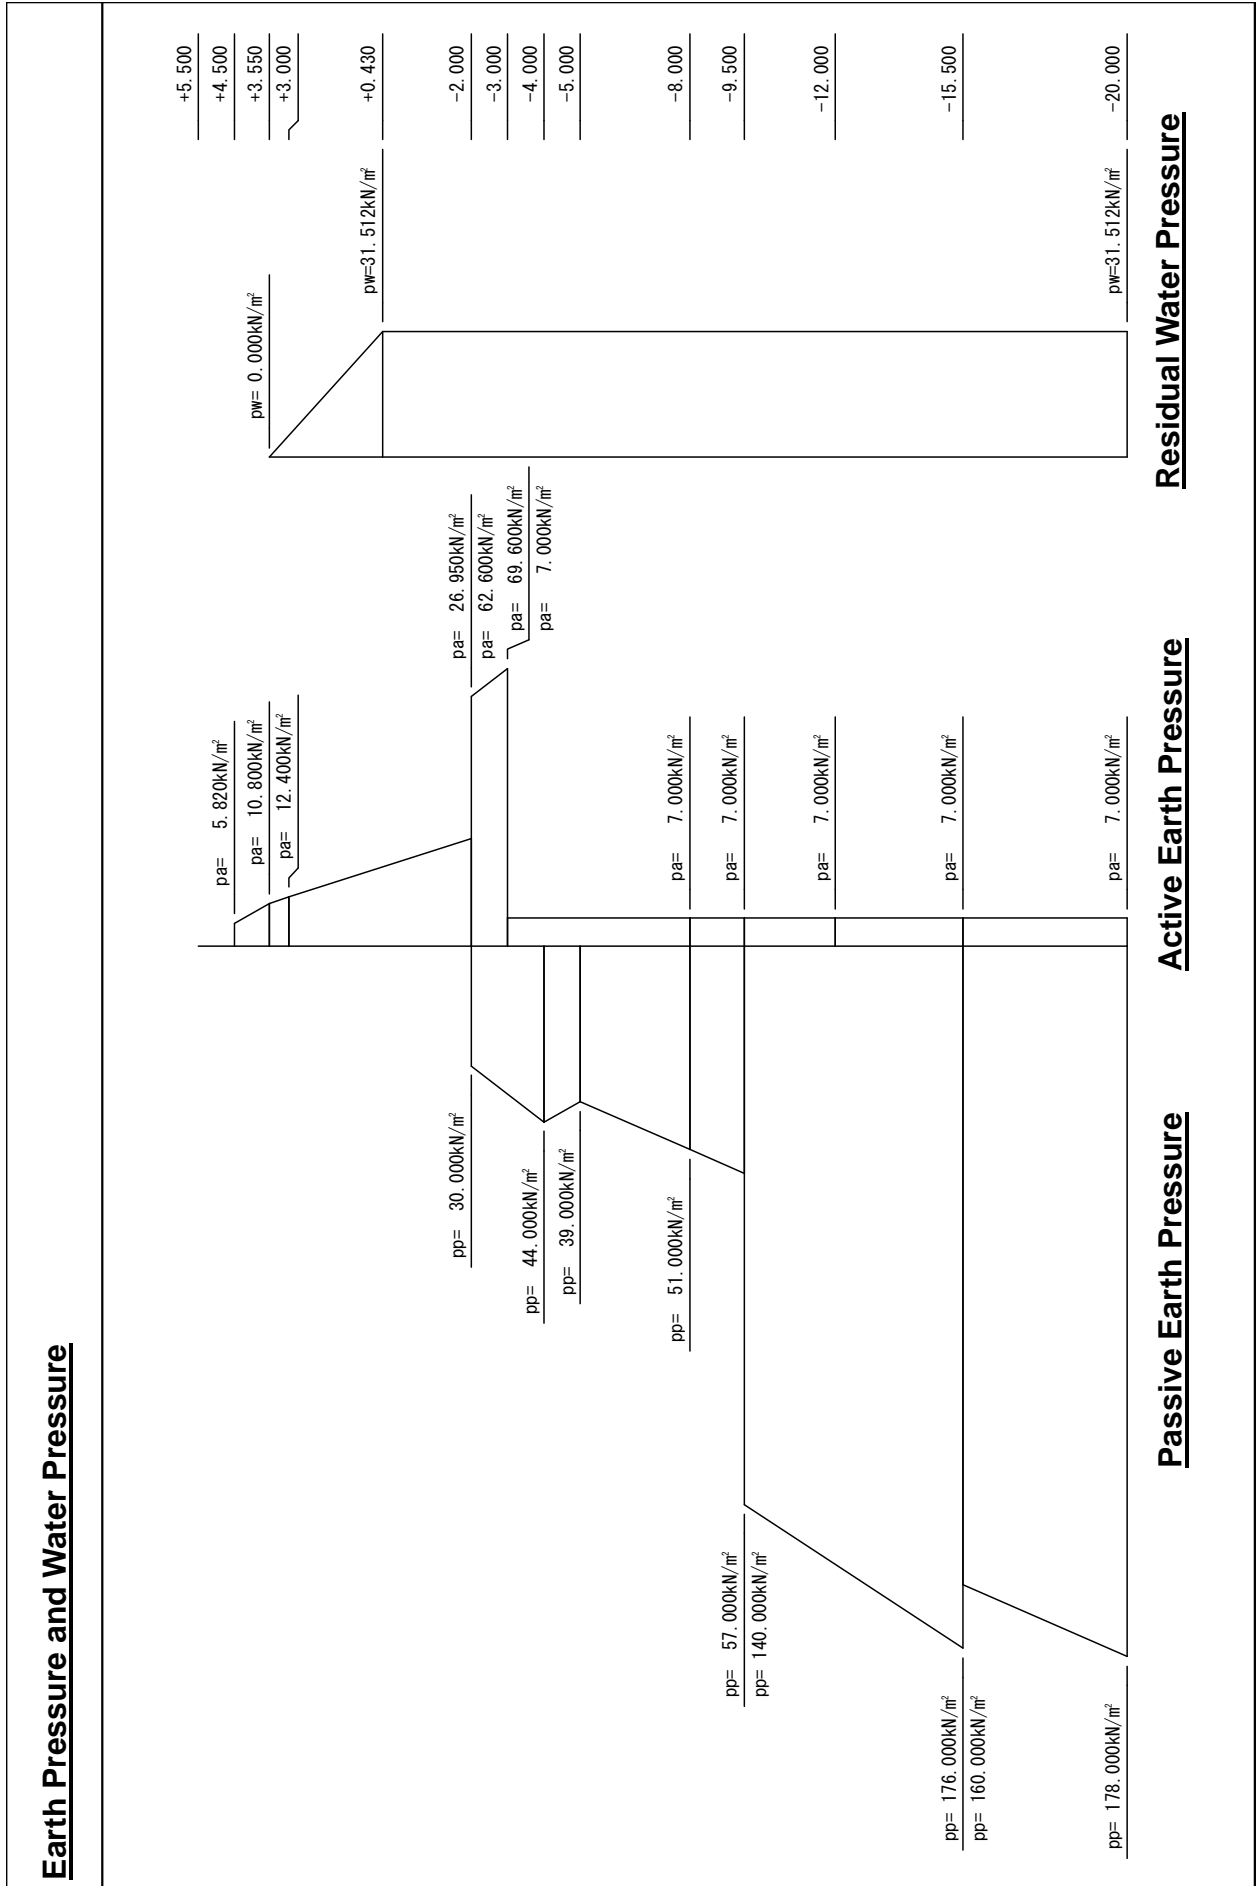 Earth Pressure and Water Pressure
+5.500
+4.500
+3.550
+3.000
+0.430
-2.000
-3.000
-4.000
-5.000
-8.000
-9.500
-12.000
-15.500
-20.000
pw= 0.000kN/㎡
pw=31.512kN/㎡
pw=31.512kN/㎡
Residual Water Pressure
pa= 5.820kN/㎡
pa= 10.800kN/㎡
pa= 12.400kN/㎡
pa= 26.950kN/㎡
pa= 62.600kN/㎡
pa= 69.600kN/㎡
pa= 7.000kN/㎡
pa= 7.000kN/㎡
pa= 7.000kN/㎡
pa= 7.000kN/㎡
pa= 7.000kN/㎡
pa= 7.000kN/㎡
Active Earth Pressure
pp= 30.000kN/㎡
pp= 44.000kN/㎡
pp= 39.000kN/㎡
pp= 51.000kN/㎡
pp= 57.000kN/㎡
pp= 140.000kN/㎡
pp= 176.000kN/㎡
pp= 160.000kN/㎡
pp= 178.000kN/㎡
Passive Earth Pressure